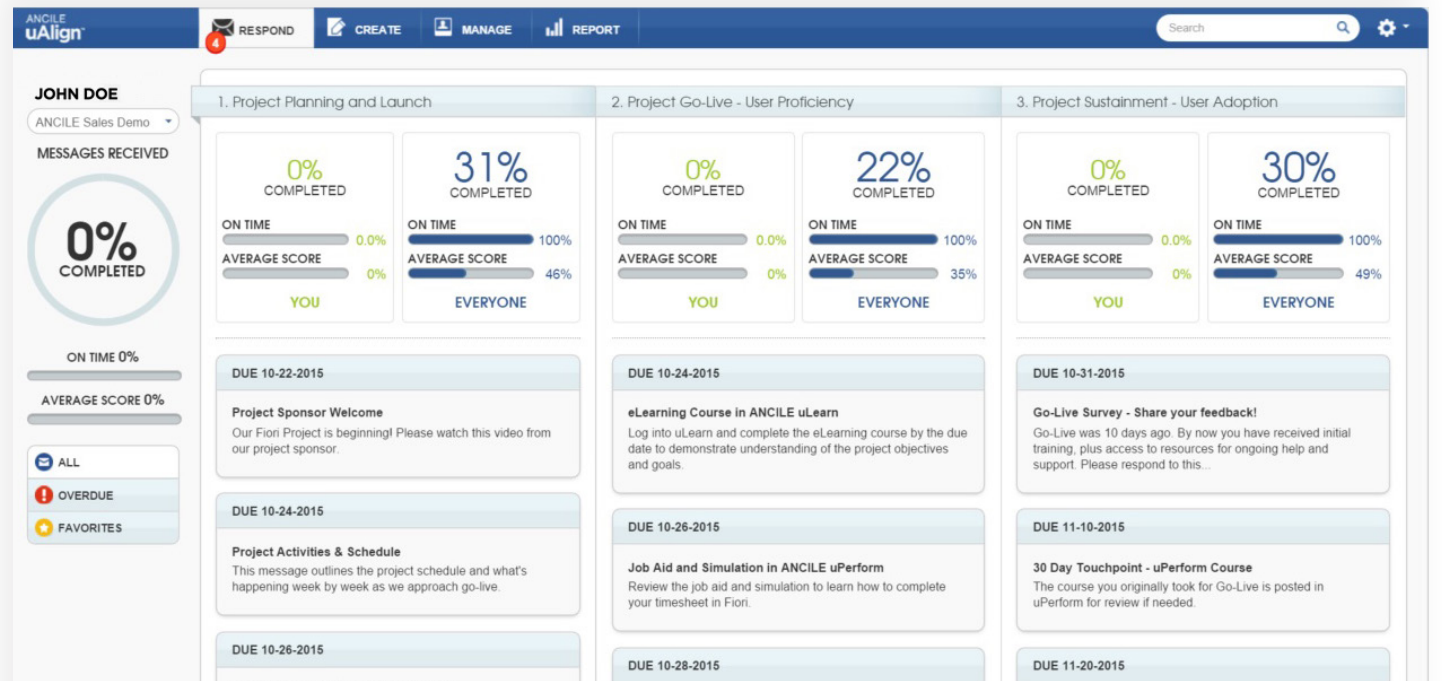 ANCILE
uAlign
4
RESPOND
CREATE
MANAGE
REPORT
Search
JOHN DOE
ANCILE Sales Demo
MESSAGES RECEIVED
0%
COMPLETED
ON TIME 0%
AVERAGE SCORE 0%
ALL
OVERDUE
FAVORITES
1. Project Planning and Launch
0%
COMPLETED
ON TIME
0.0%
AVERAGE SCORE
0%
YOU
31%
COMPLETED
ON TIME
100%
AVERAGE SCORE
46%
EVERYONE
DUE 10-22-2015
Project Sponsor Welcome
Our Fiori Project is beginning! Please watch this video from
our project sponsor.
DUE 10-24-2015
Project Activities & Schedule
This message outlines the project schedule and what's
happening week by week as we approach go-live.
DUE 10-26-2015
2. Project Go-Live - User Proficiency
0%
COMPLETED
ON TIME
0.0%
AVERAGE SCORE
0%
YOU
22%
COMPLETED
ON TIME
100%
AVERAGE SCORE
35%
EVERYONE
DUE 10-24-2015
eLearning Course in ANCILE uLearn
Log into uLearn and complete the eLearning course by the due
date to demonstrate understanding of the project objectives
and goals.
DUE 10-26-2015
Job Aid and Simulation in ANCILE uPerform
Review the job aid and simulation to learn how to complete
your timesheet in Fiori.
DUE 10-28-2015
3. Project Sustainment - User Adoption
0%
COMPLETED
ON TIME
0.0%
AVERAGE SCORE
0%
YOU
30%
COMPLETED
ON TIME
100%
AVERAGE SCORE
49%
EVERYONE
DUE 10-31-2015
Go-Live Survey - Share your feedback!
Go-Live was 10 days ago. By now you have received initial
training, plus access to resources for ongoing help and
support. Please respond to this...
DUE 11-10-2015
30 Day Touchpoint - uPerform Course
The course you originally took for Go-Live is posted in
uPerform for review if needed.
DUE 11-20-2015